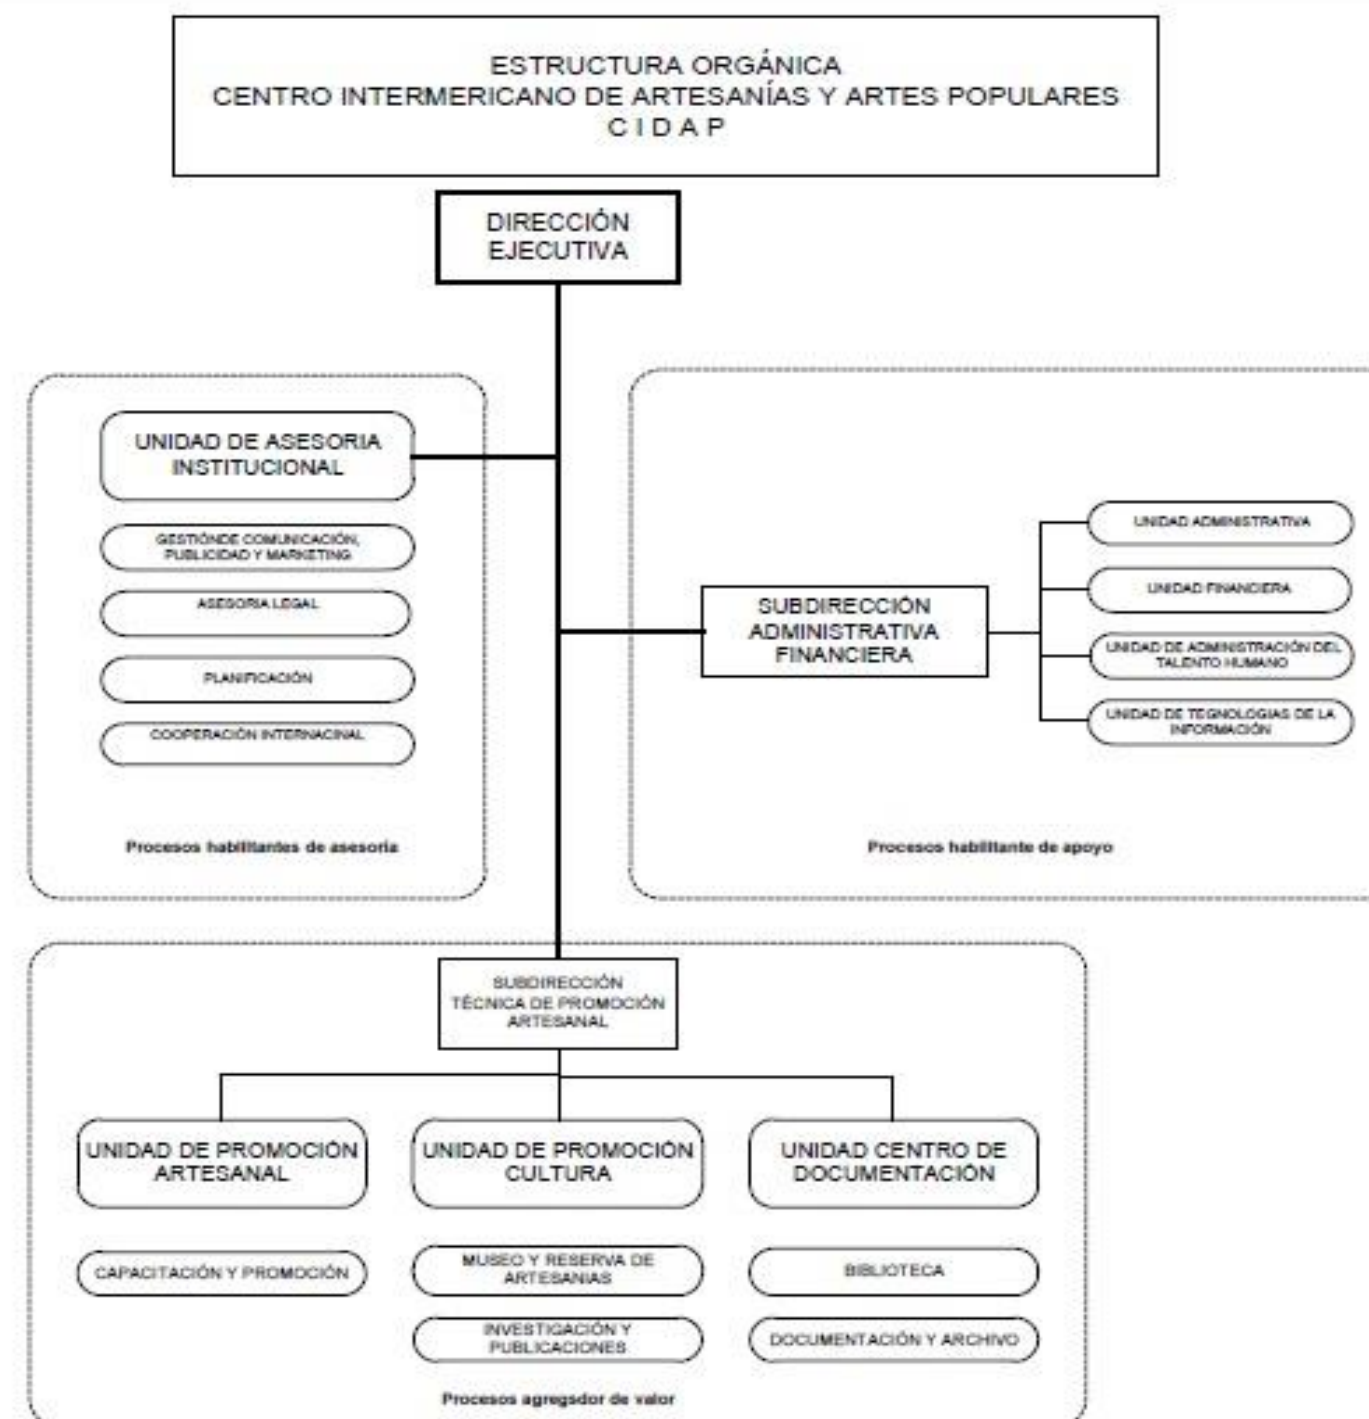 ESTRUCTURA ORGÁNICA
CENTRO INTERMERICANO DE ARTESANÍAS Y ARTES POPULARES
C I D A P
DIRECCIÓN
EJECUTIVA
UNIDAD DE ASESORIA
INSTITUCIONAL
GESTIÓNDE COMUNICACIÓN,
PUBLICIDAD Y MARKETING
ASESORIA LEGAL
PLANIFICACIÓN
COOPERACIÓN INTERNACINAL
Procesos habilitantes de asesoria
SUBDIRECCIÓN
ADMINISTRATIVA
FINANCIERA
UNIDAD ADMINISTRATIVA
UNIDAD FINANCIERA
UNIDAD DE ADMINISTRACIÓN DEL
TALENTO HUMANO
UNIDAD DE TEGNOLOGIAS DE LA
INFORMACIÓN
Procesos habilitante de apoyo
SUBDIRECCIÓN
TÉCNICA DE PROMOCIÓN
ARTESANAL
UNIDAD DE PROMOCIÓN
ARTESANAL
CAPACITACIÓN Y PROMOCIÓN
UNIDAD DE PROMOCIÓN
CULTURA
MUSEO Y RESERVA DE
ARTESANIAS
INVESTIGACIÓN Y
PUBLICACIONES
UNIDAD CENTRO DE
DOCUMENTACIÓN
BIBLIOTECA
DOCUMENTACIÓN Y ARCHIVO
Procesos agregsdor de valor